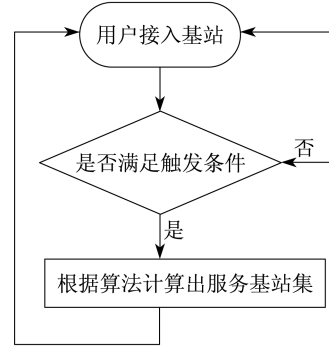 用户接入基站
是否满足触发条件
否
是
根据算法计算出服务基站集